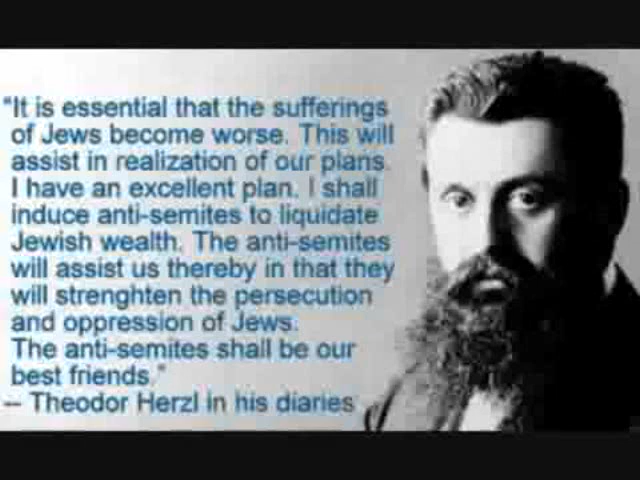 "It is essential that the sufferings
of Jews become worse. This will
assist in realization of our plans.
I have an excellent plan. I shall
induce anti-semites to liquidate
Jewish wealth. The anti-semites
will assist us thereby in that they
will strenghten the persecution
and oppression of Jews.
The anti-semites shall be our
best friends."
-- Theodor Herzl in his diaries